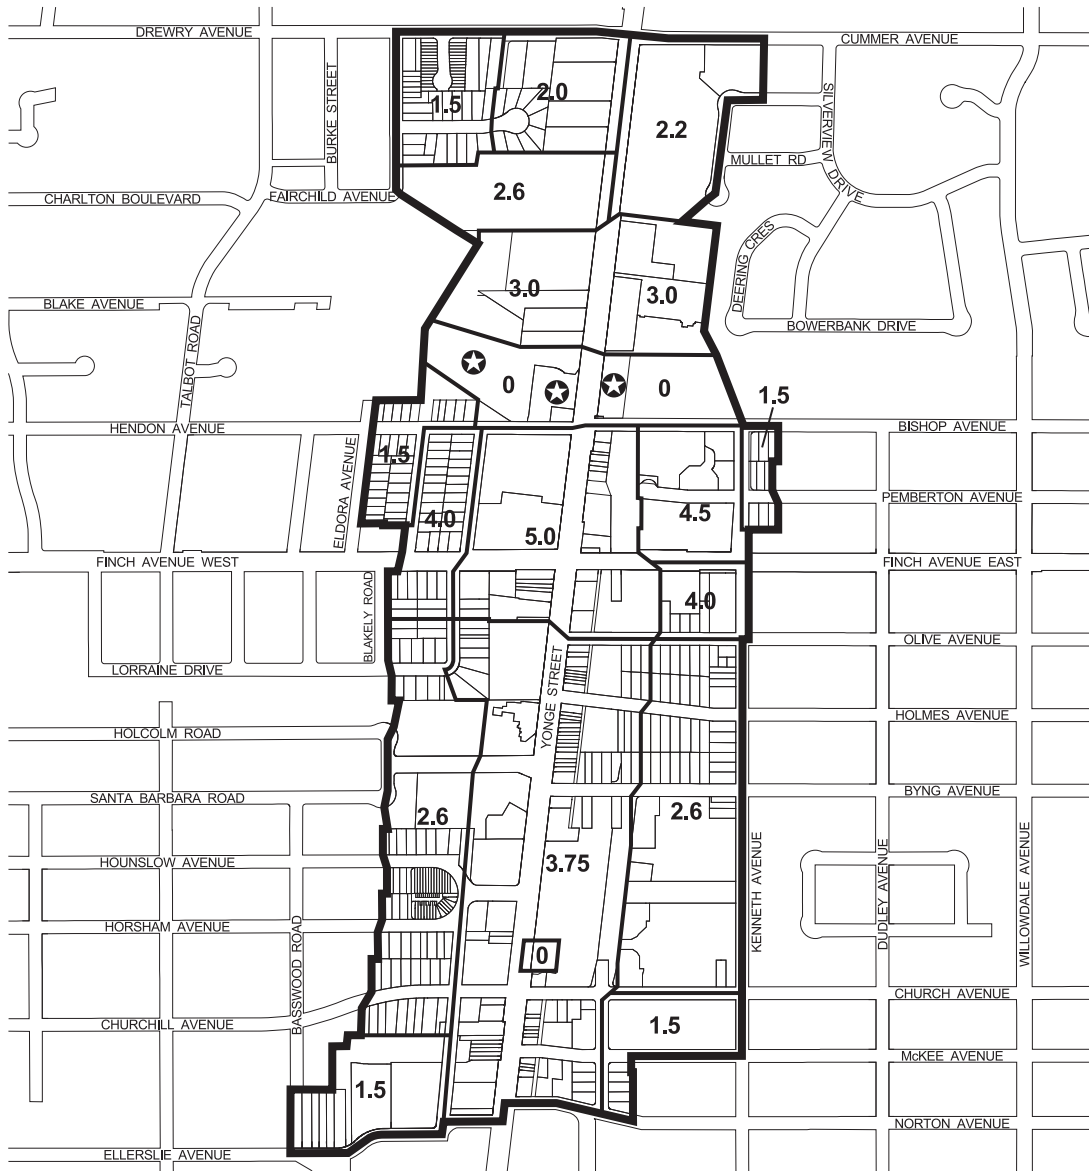 DREWRY AVENUE
CUMMER AVENUE
BURKE STREET
1.5
2.0
2.2
SILVERVIEW DRIVE
MULLET RD
CHARLTON BOULEVARD
FAIRCHILD AVENUE
2.6
DEERING CRES
BLAKE AVENUE
3.0
3.0
BOWERBANK DRIVE
TALBOT ROAD
0
0
1.5
HENDON AVENUE
BISHOP AVENUE
1.5
ELDORA AVENUE
PEMBERTON AVENUE
4.0
4.5
5.0
FINCH AVENUE WEST
FINCH AVENUE EAST
BLAKELY ROAD
4.0
OLIVE AVENUE
LORRAINE DRIVE
YONGE STREET
HOLMES AVENUE
HOLCOLM ROAD
SANTA BARBARA ROAD
BYNG AVENUE
2.6
2.6
HOUNSLOW AVENUE
3.75
KENNETH AVENUE
DUDLEY AVENUE
WILLOWDALE AVENUE
HORSHAM AVENUE
BASSWOOD ROAD
0
CHURCH AVENUE
CHURCHILL AVENUE
1.5
McKEE AVENUE
1.5
NORTON AVENUE
ELLERSLIE AVENUE